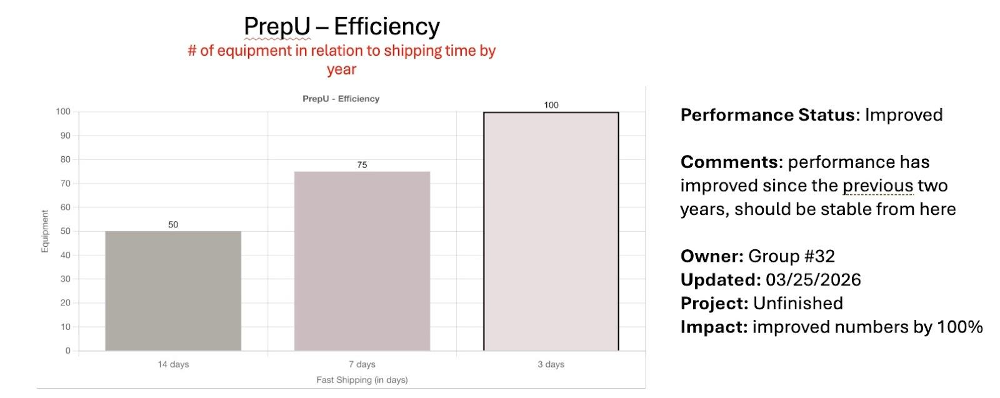 PrepU – Efficiency
# of equipment in relation to shipping time by
year
PrepU - Efficiency
100
90
80
70
60
50
40
30
20
10
0
Equipment
50
75
100
14 days
7 days
3 days
Fast Shipping (in days)
Performance Status: Improved
Comments: performance has
improved since the previous two
years, should be stable from here
Owner: Group #32
Updated: 03/25/2026
Project: Unfinished
Impact: improved numbers by 100%